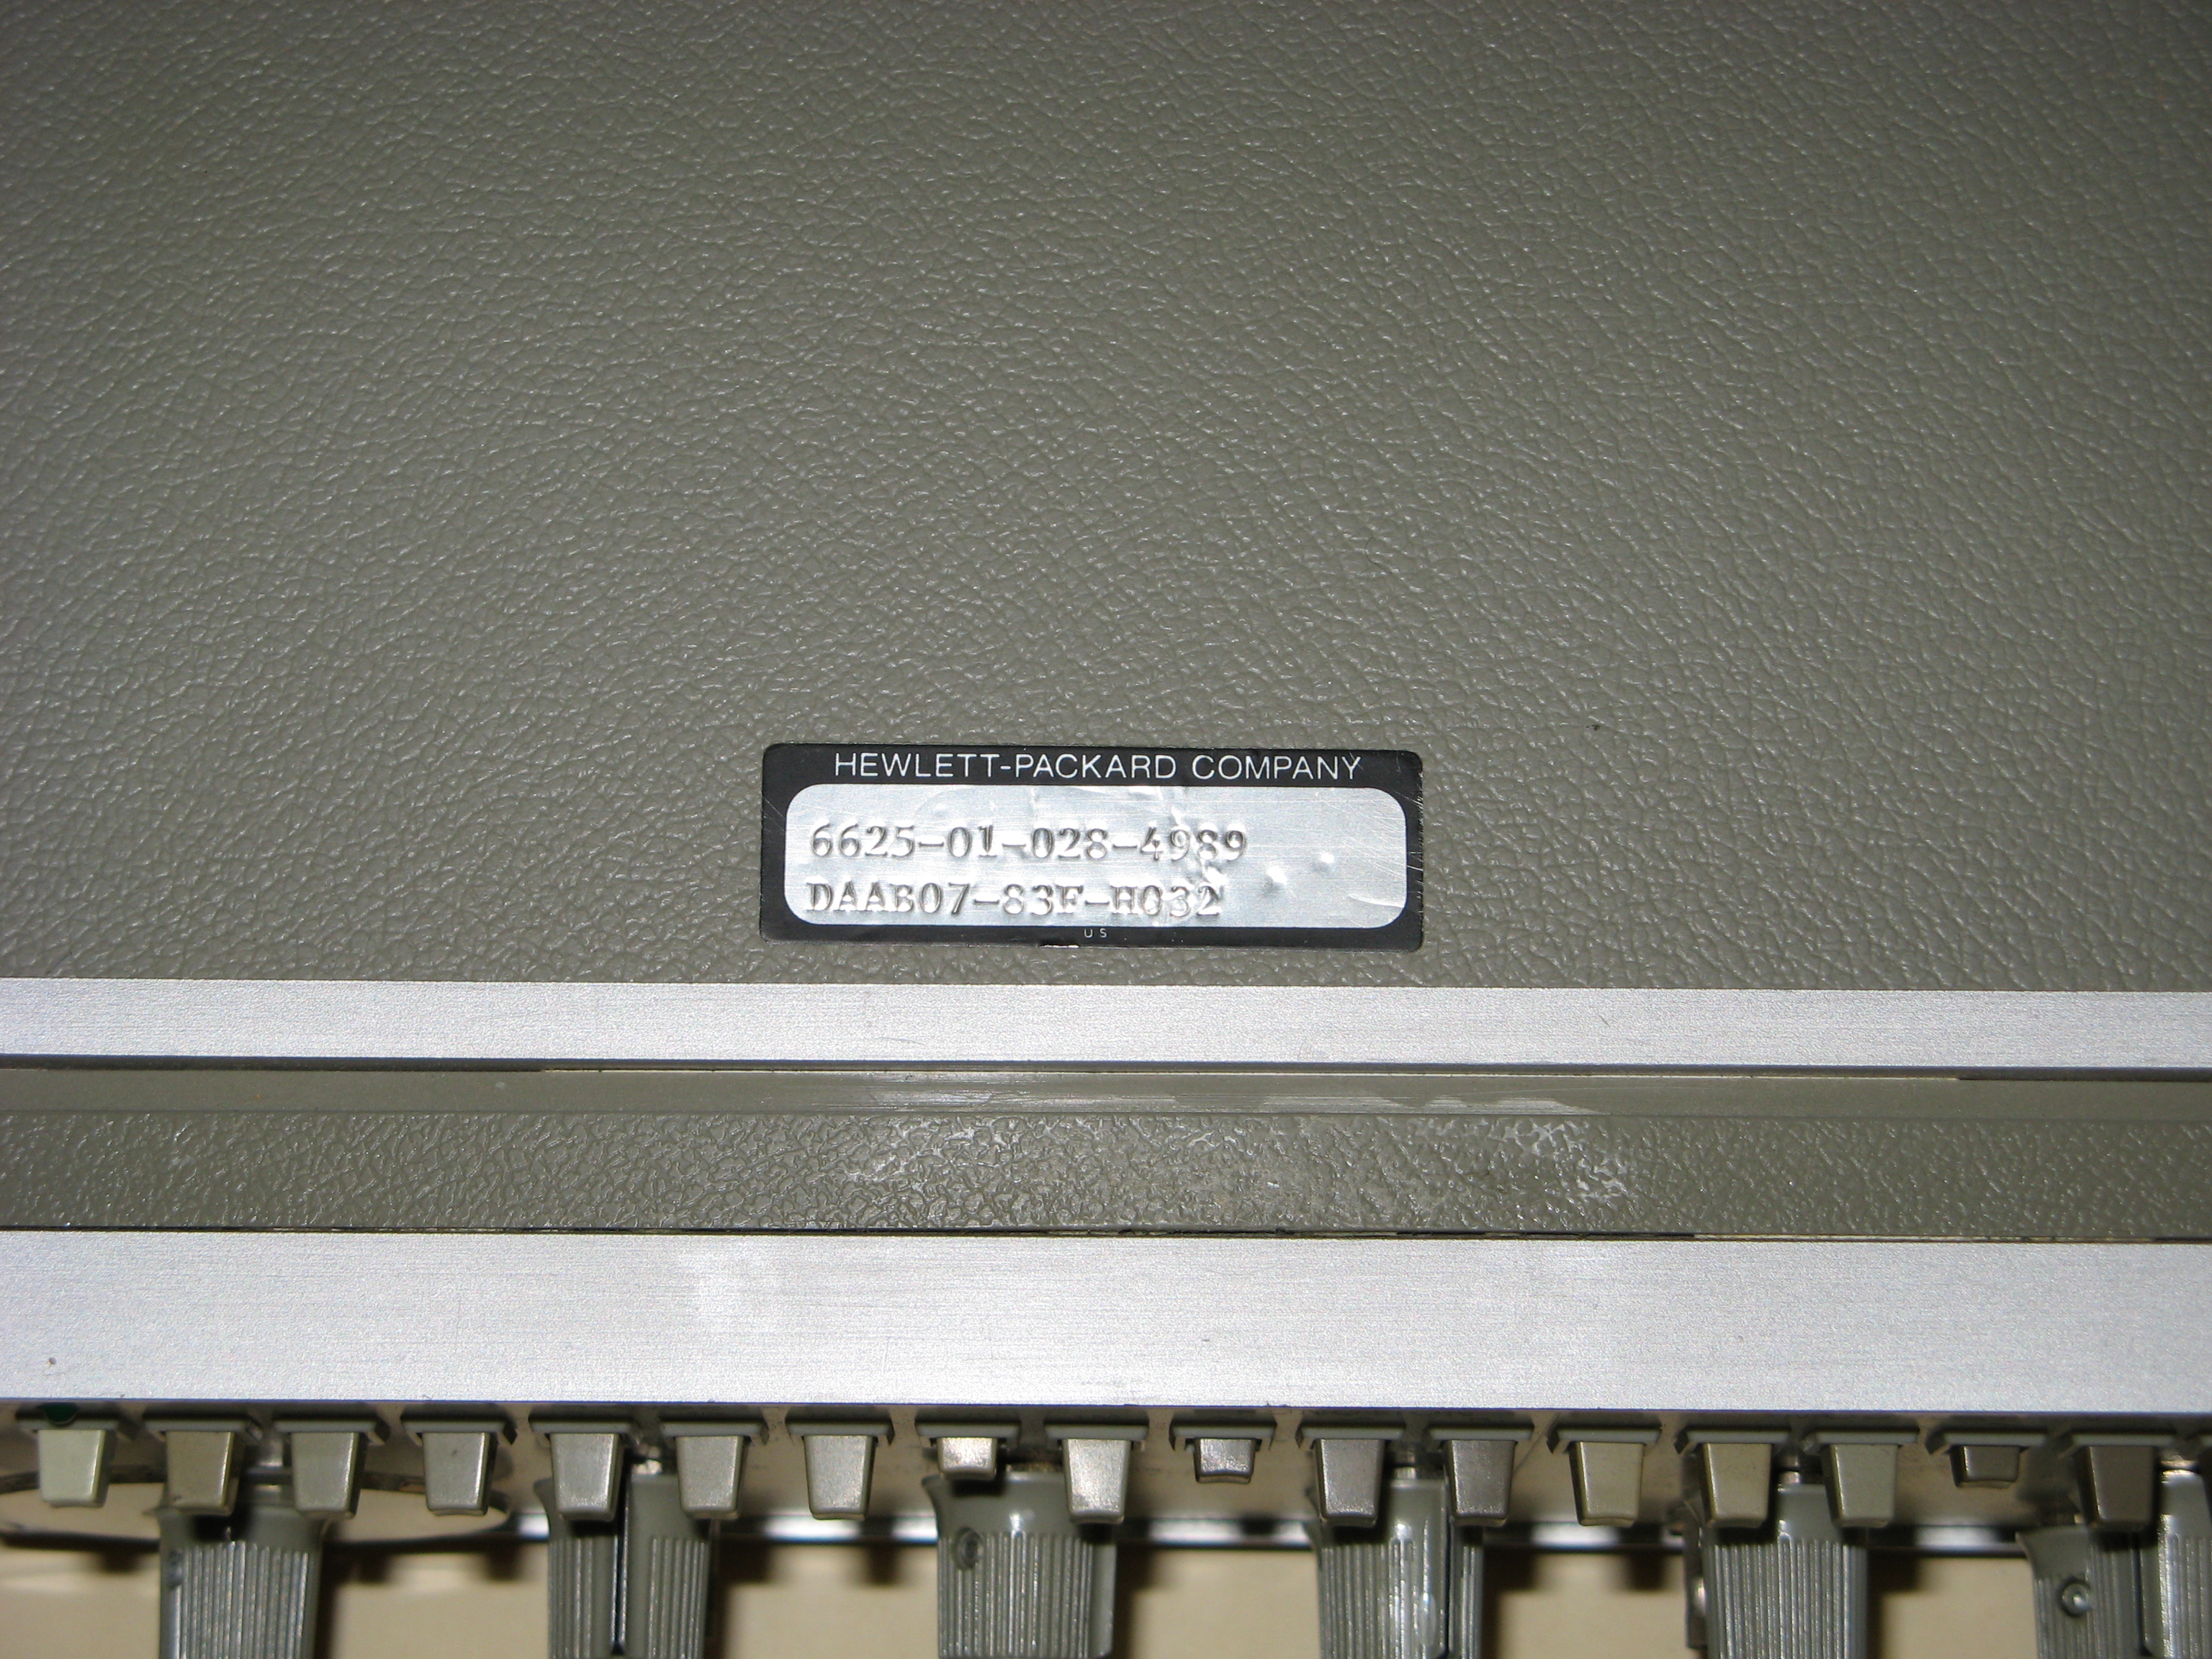 HEWLETT-PACKARD COMPANY
6625-01-028-4989
DAAB07-83F-H032
US